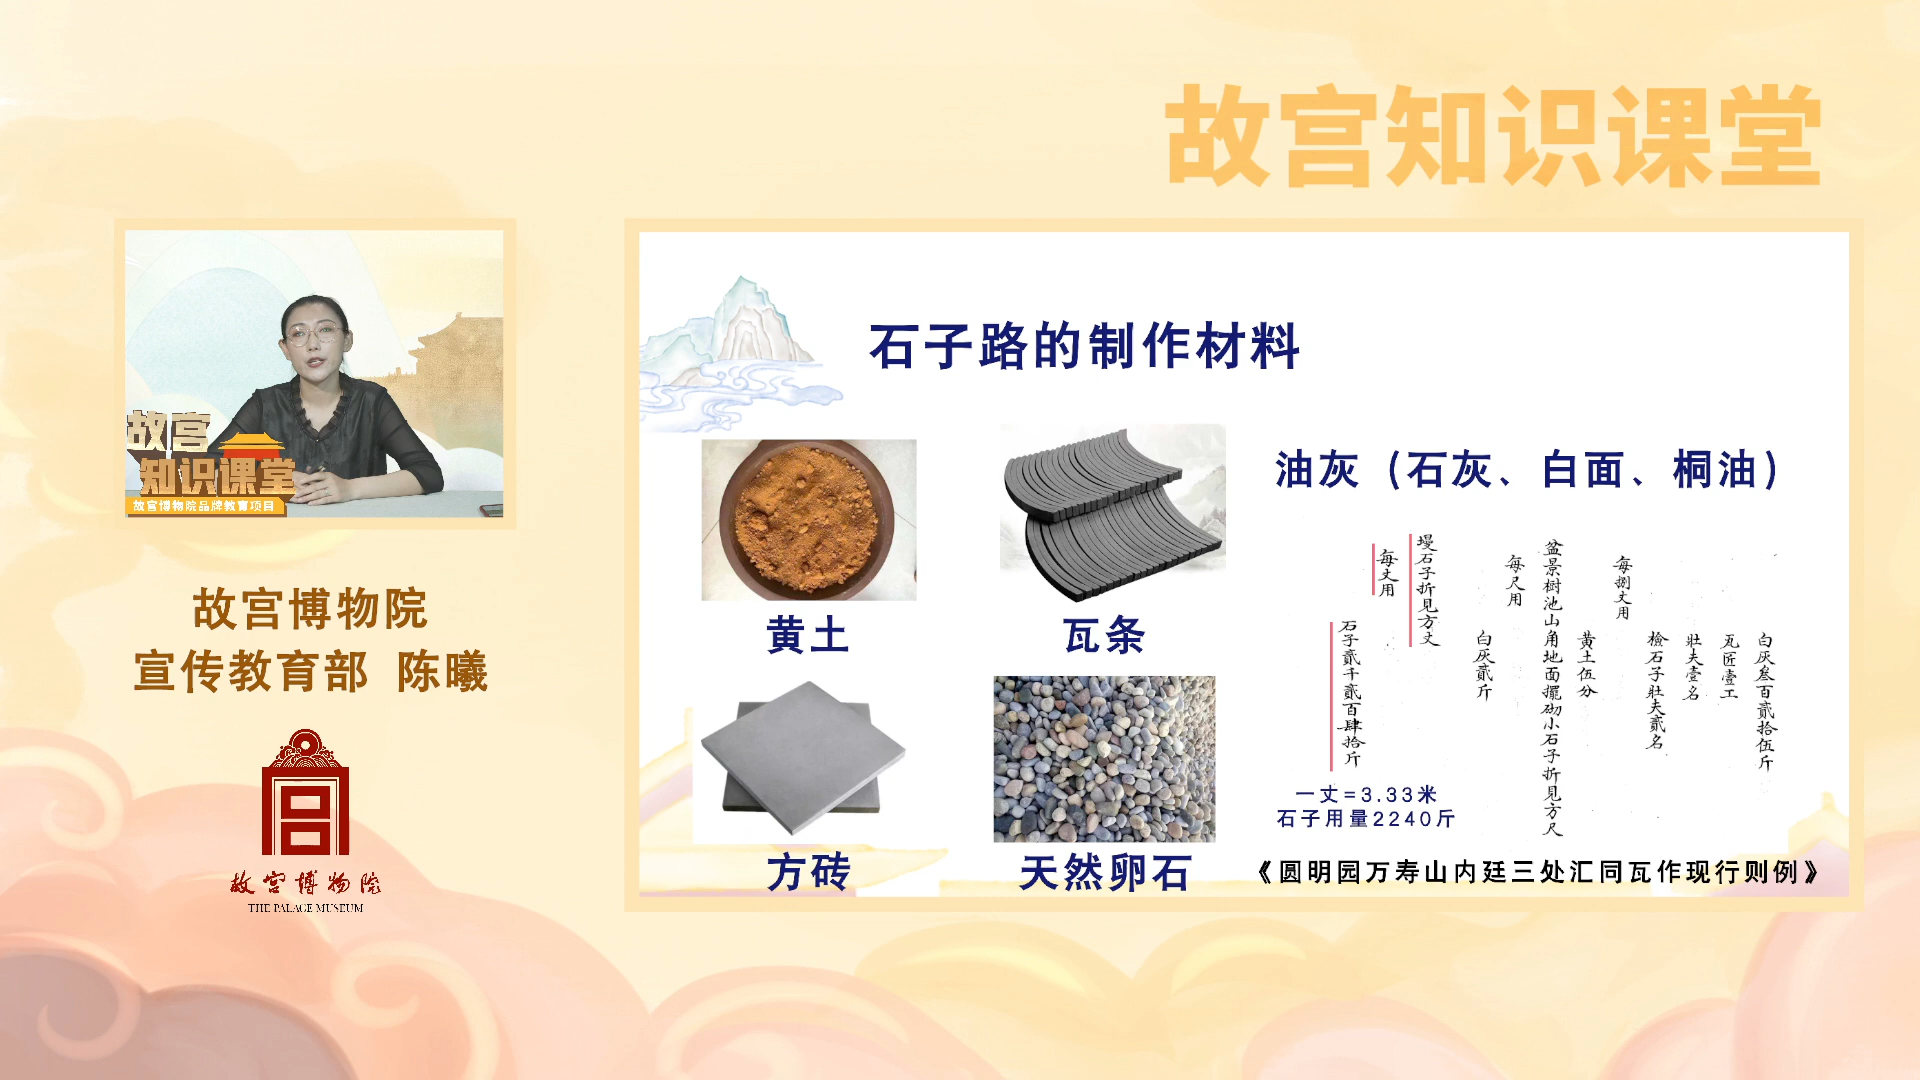 故宫知识课堂
故宫
知识课堂
故宫博物院品牌教育项目
故宫博物院
宣传教育部 陈曦
故宫博物院
THE PALACE MUSEUM
石子路的制作材料
黄土
瓦条
方砖
天然卵石
油灰（石灰、白面、桐油）
白灰叁百贰拾伍斤
瓦匠壹工
壮夫壹名
捡石子壮夫贰名
每捌丈用
黄土伍分
盆景树池山角地面摆砌小石子折见方尺
每尺用
白灰贰斤
墁石子折见方丈
每丈用
石子贰千贰百肆拾斤
一丈=3.33米
石子用量2240斤
《圆明园万寿山内廷三处汇同瓦作现行则例》